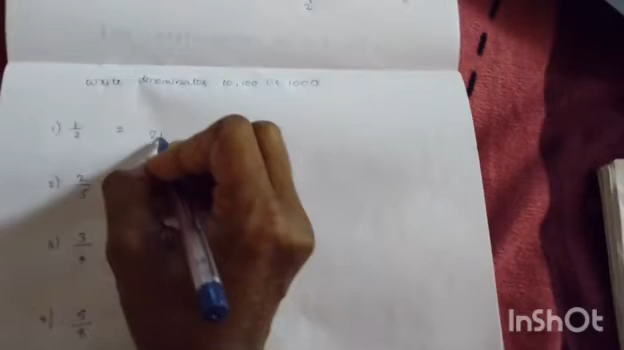 Write denominator 10, 100 or 1000
1) 1/2 =
2) 2/5
3) 3/4
4) 5/8
InShOt